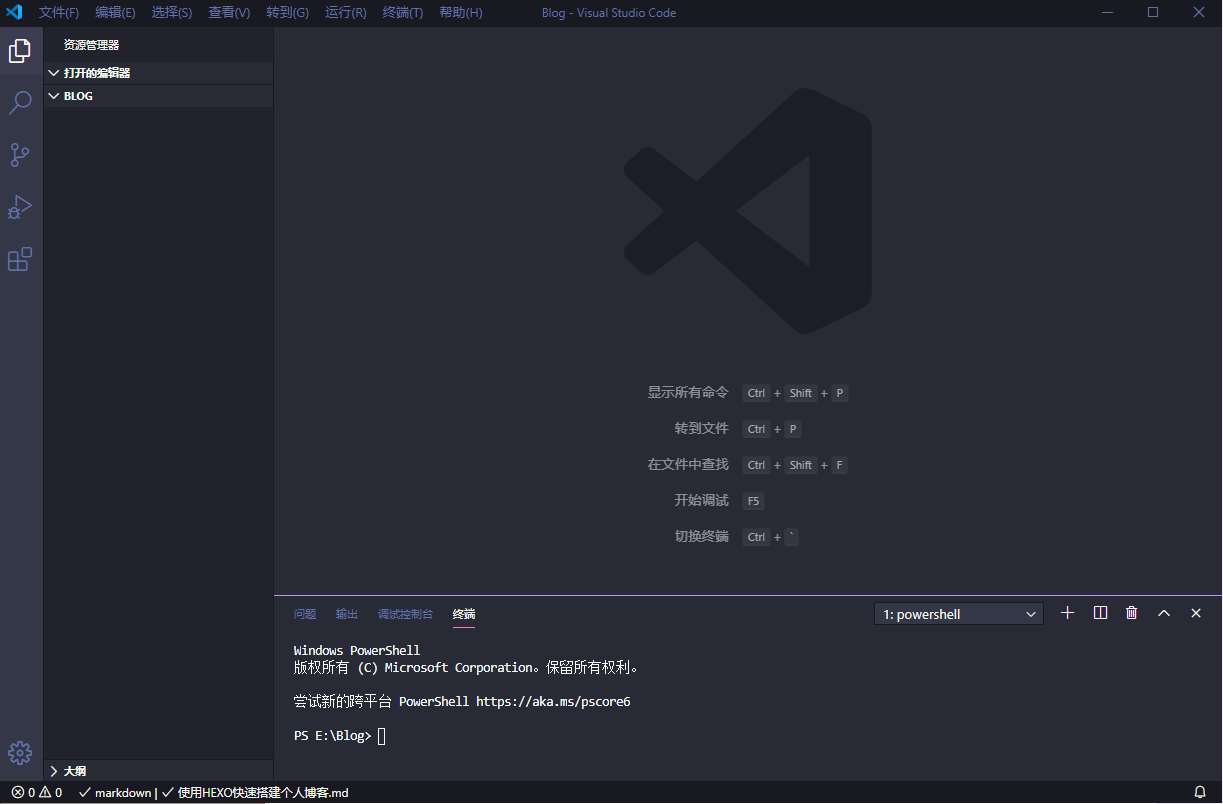 文件(F) 编辑(E) 选择(S) 查看(V) 转到(G) 运行(R) 终端(T) 帮助(H) Blog - Visual Studio Code
资源管理器
打开的编辑器
BLOG
显示所有命令 Ctrl + Shift + P
转到文件 Ctrl + P
在文件中查找 Ctrl + Shift + F
开始调试 F5
切换终端 Ctrl + `
问题 输出 调试控制台 终端 1: powershell
Windows PowerShell
版权所有 (C) Microsoft Corporation。保留所有权利。
尝试新的跨平台 PowerShell https://aka.ms/pscore6
PS E:\Blog>
大纲
0 0 markdown | 使用HEXO快速搭建个人博客.md